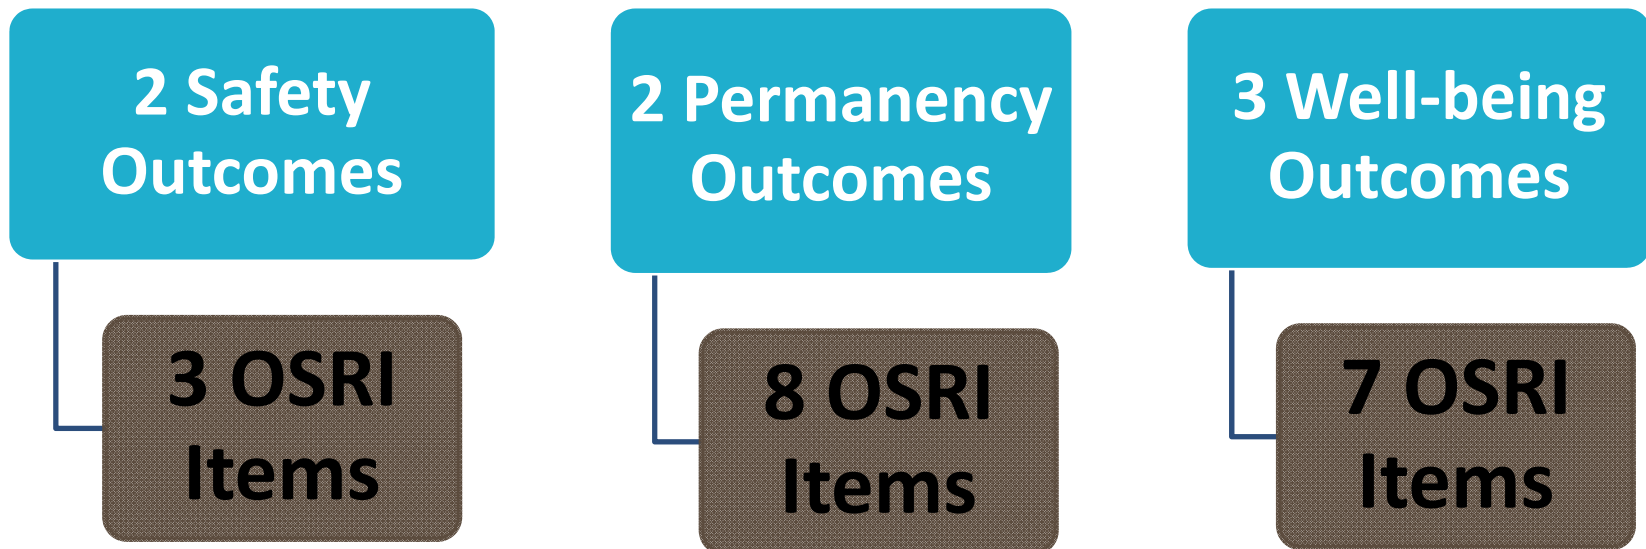 2 Safety
Outcomes
3 OSRI
Items
2 Permanency
Outcomes
8 OSRI
Items
3 Well-being
Outcomes
7 OSRI
Items